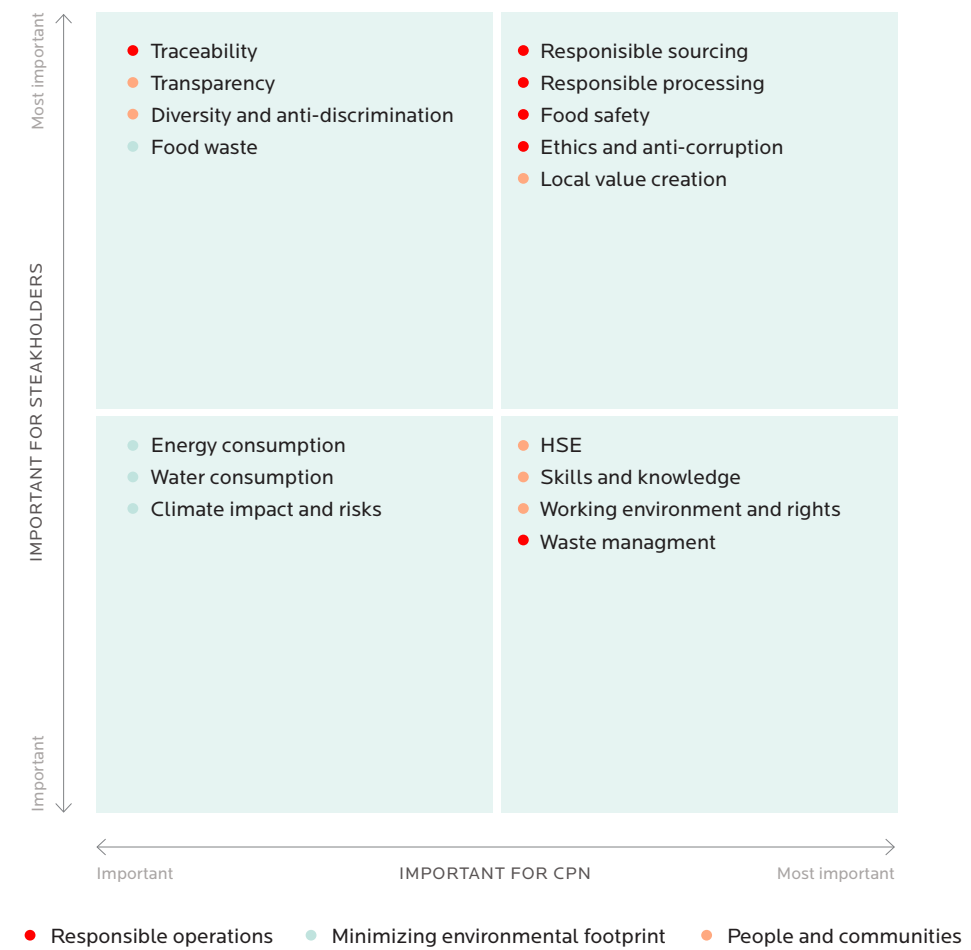 Most important
IMPORTANT FOR STEAKHOLDERS
Important
Traceability
Transparency
Diversity and anti-discrimination
Food waste
Responisible sourcing
Responsible processing
Food safety
Ethics and anti-corruption
Local value creation
Energy consumption
Water consumption
Climate impact and risks
HSE
Skills and knowledge
Working environment and rights
Waste managment
Important
IMPORTANT FOR CPN
Most important
Responsible operations
Minimizing environmental footprint
People and communities